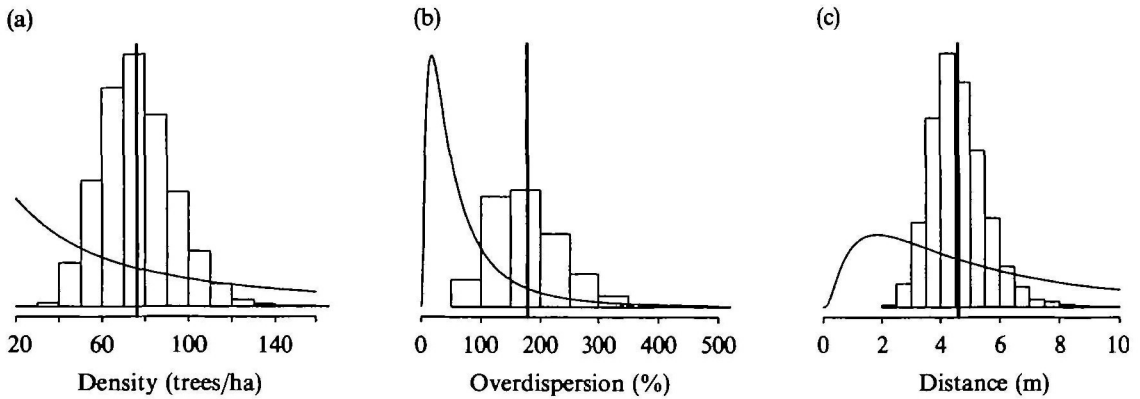 (a)
(b)
(c)
20 60 100 140
0 100 200 300 400 500
0 2 4 6 8 10
Density (trees/ha)
Overdispersion (%)
Distance (m)